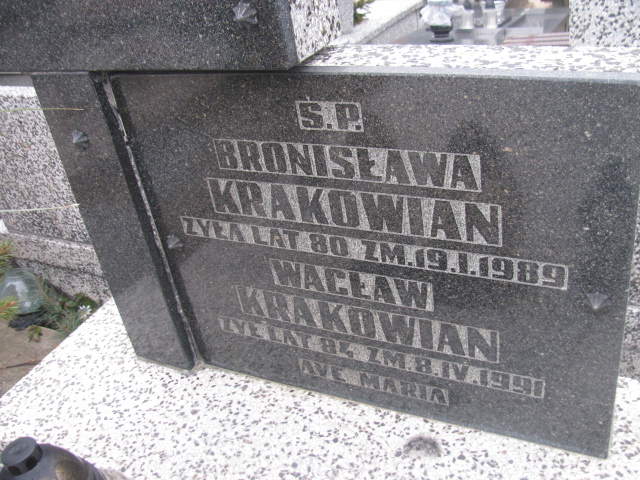 Ś.P.
BRONISŁAWA
KRAKOWIAN
ŻYŁA LAT 80 ZM.19.I.1989
WACŁAW
KRAKOWIAN
ŻYŁ LAT 84 ZM.8.IV.1991
AVE MARIA